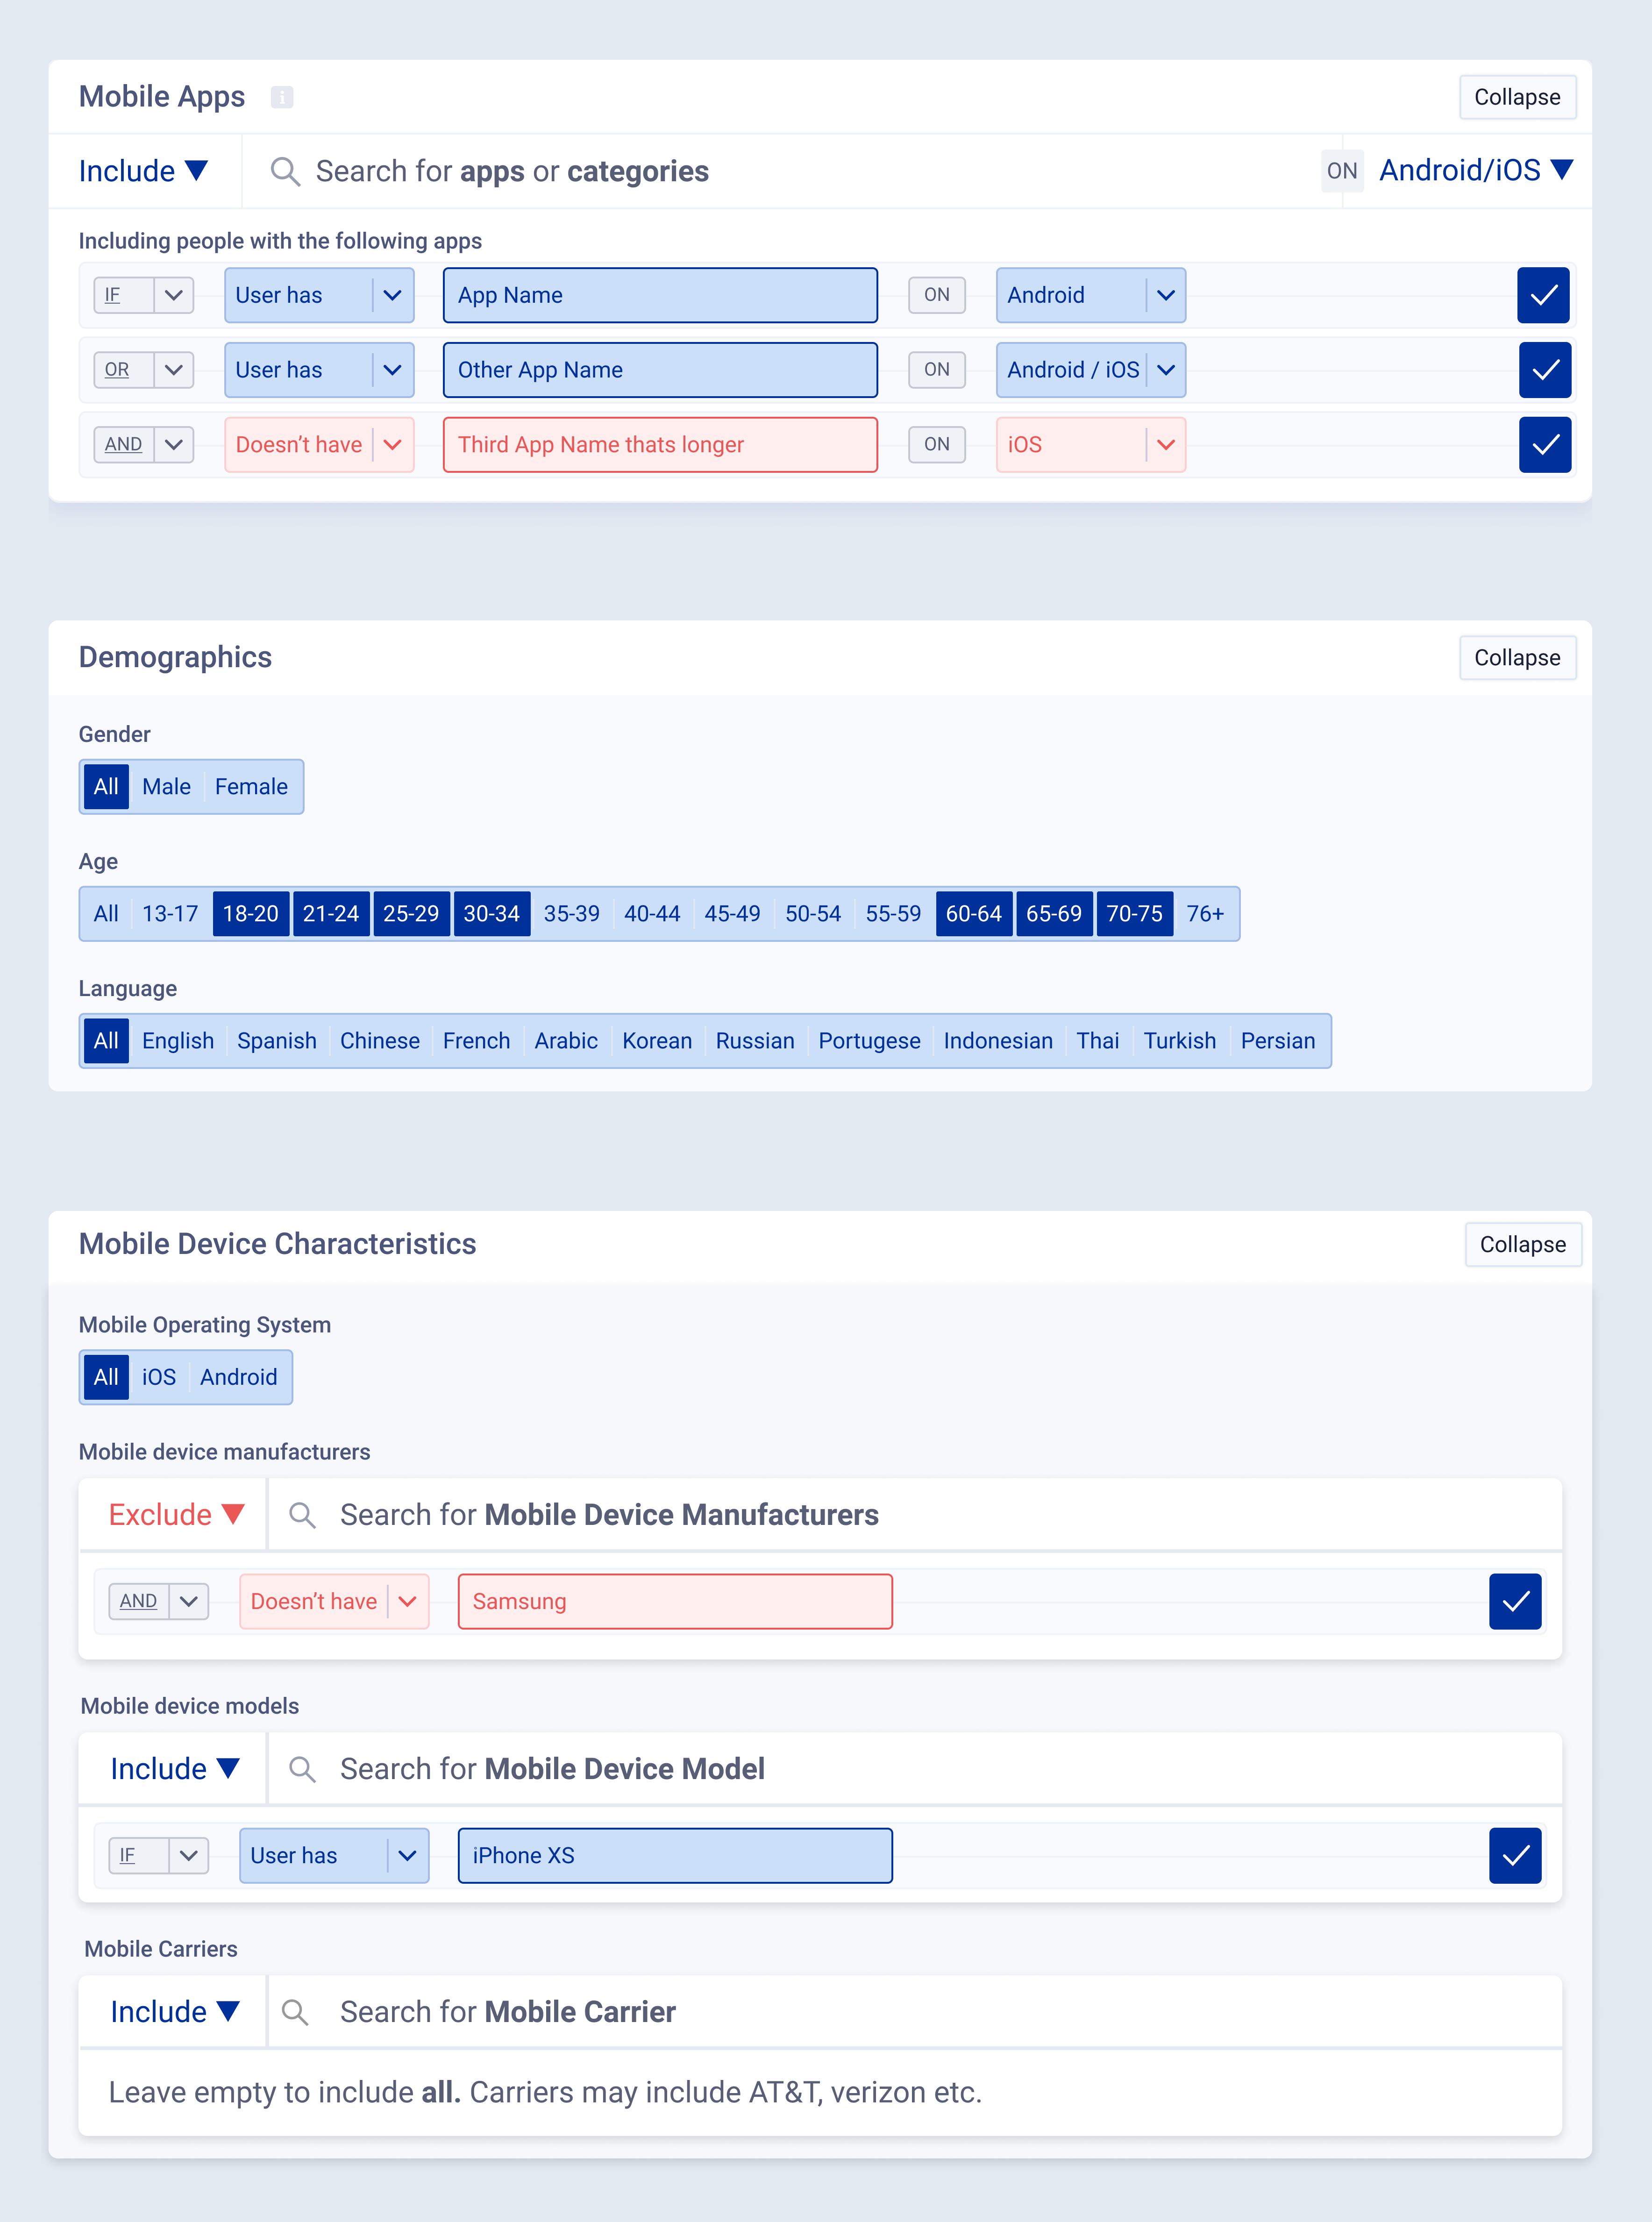 Mobile Apps i Collapse
Include Search for apps or categories ON Android/iOS
Including people with the following apps
IF User has App Name ON Android
OR User has Other App Name ON Android / iOS
AND Doesn’t have Third App Name thats longer ON iOS
Demographics Collapse
Gender
All Male Female
Age
All 13-17 18-20 21-24 25-29 30-34 35-39 40-44 45-49 50-54 55-59 60-64 65-69 70-75 76+
Language
All English Spanish Chinese French Arabic Korean Russian Portugese Indonesian Thai Turkish Persian
Mobile Device Characteristics Collapse
Mobile Operating System
All iOS Android
Mobile device manufacturers
Exclude Search for Mobile Device Manufacturers
AND Doesn’t have Samsung
Mobile device models
Include Search for Mobile Device Model
IF User has iPhone XS
Mobile Carriers
Include Search for Mobile Carrier
Leave empty to include all. Carriers may include AT&T, verizon etc.